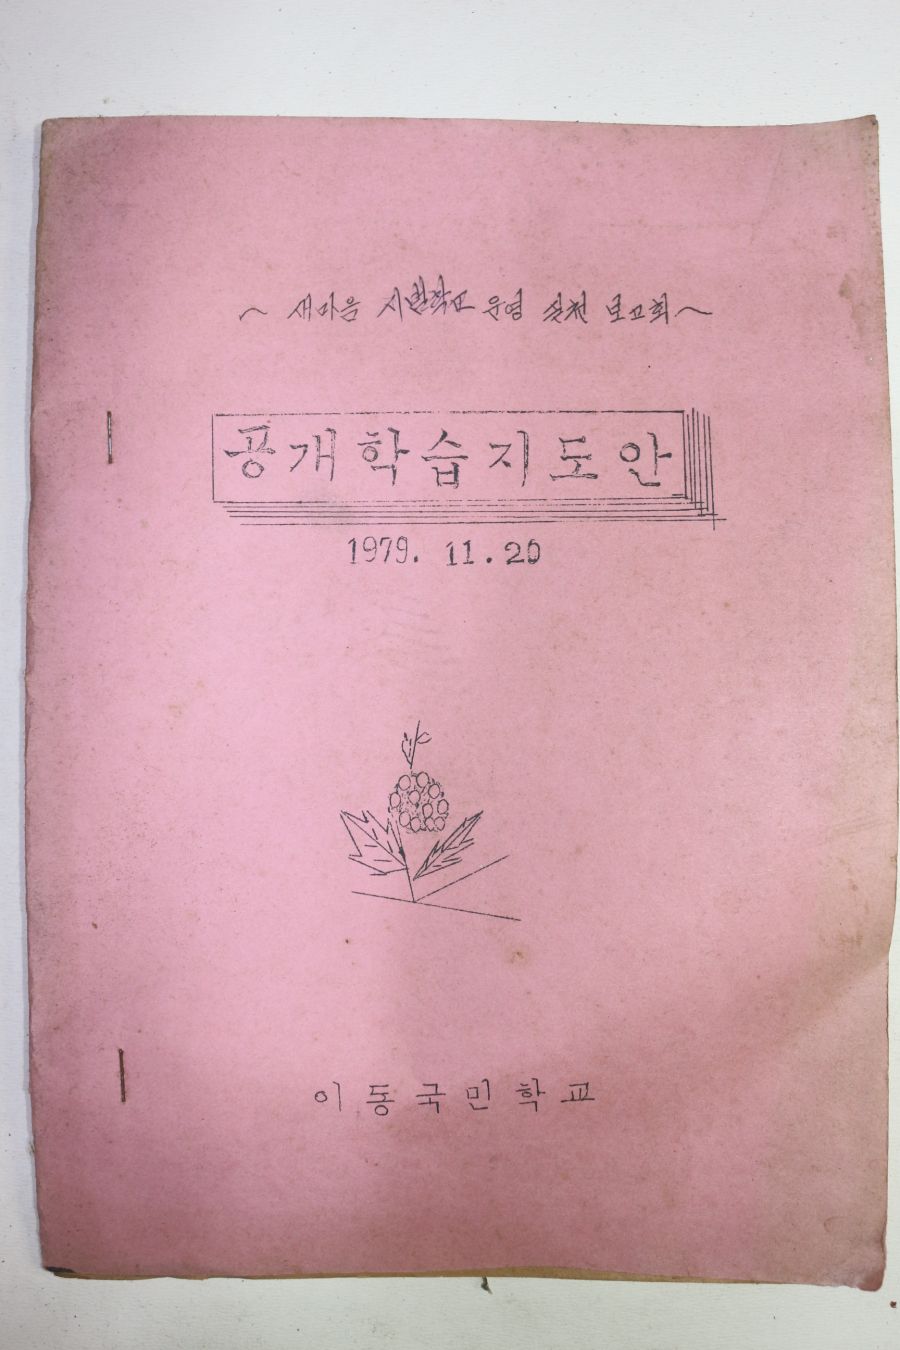 ~ 새마음 시범학교 운영 실천 보고회 ~
공개학습지도안
1979. 11. 20
이동국민학교